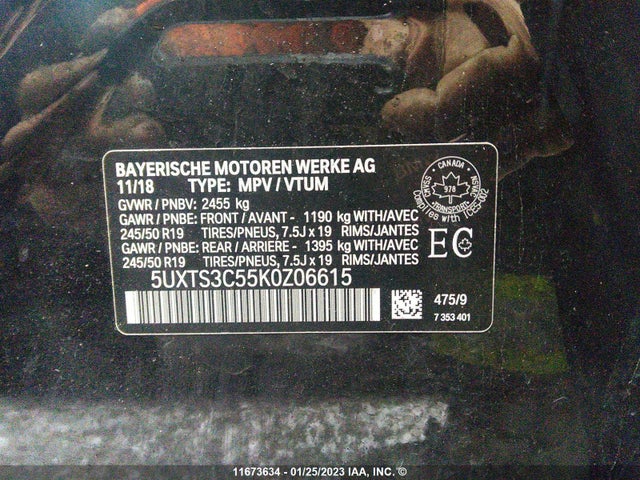 BAYERISCHE MOTOREN WERKE AG
11/18 TYPE: MPV / VTUM
GVWR / PNBV: 2455 kg
GAWR / PNBE: FRONT / AVANT - 1190 kg WITH/AVEC
245/50 R19 TIRES/PNEUS, 7.5J x 19 RIMS/JANTES
GAWR / PNBE: REAR / ARRIERE - 1395 kg WITH/AVEC
245/50 R19 TIRES/PNEUS, 7.5J x 19 RIMS/JANTES
5UXTS3C55K0Z06615
CANADA
978
TRANSPORT
Complies with ICES-002
EC
475/9
7 353 401
11673634 - 01/25/2023 IAA, INC. ©